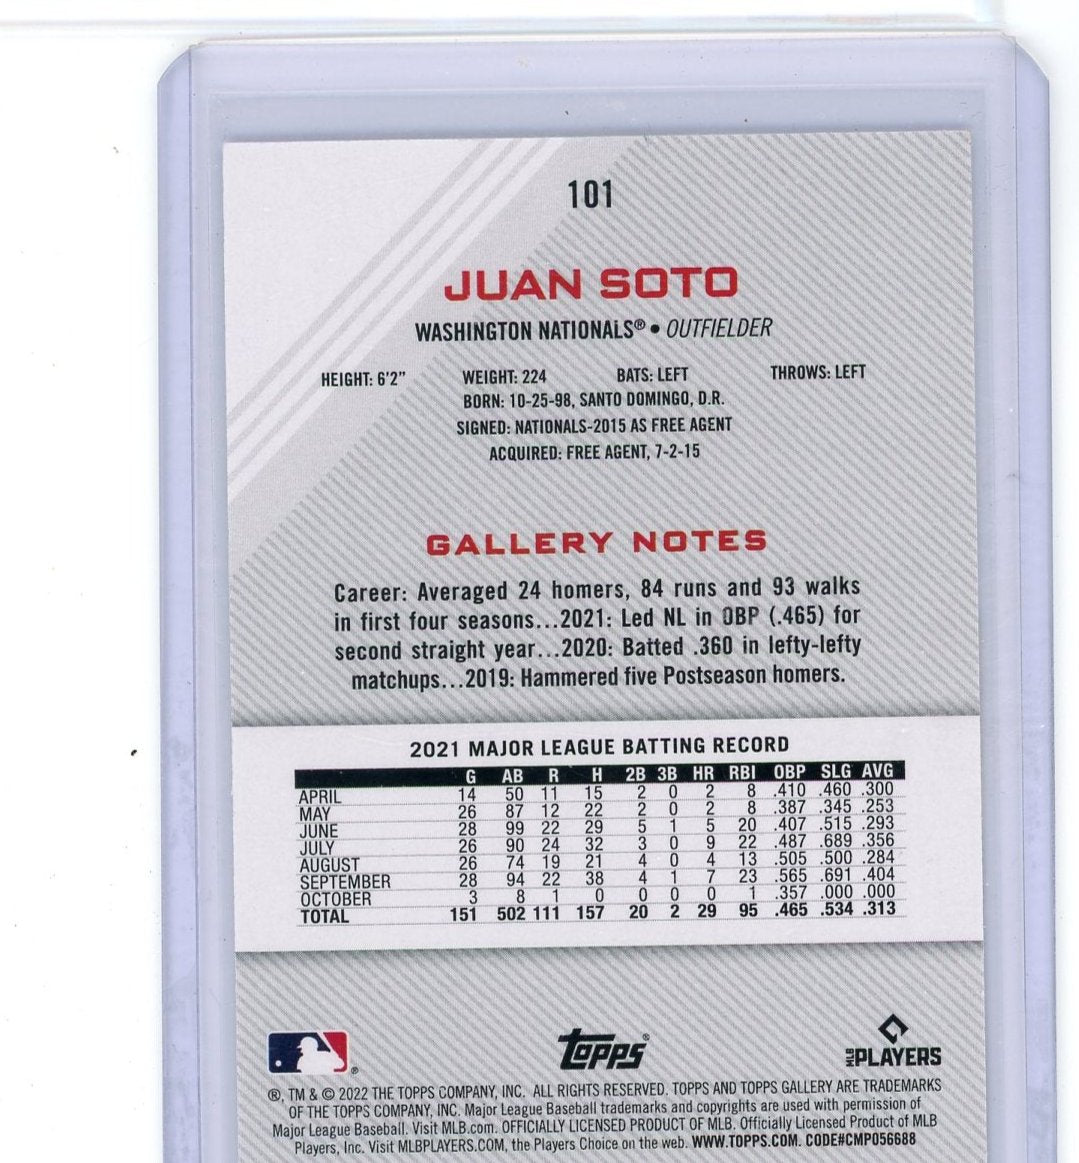 101
JUAN SOTO
WASHINGTON NATIONALS® • OUTFIELDER
HEIGHT: 6'2" WEIGHT: 224 BATS: LEFT THROWS: LEFT
BORN: 10-25-98, SANTO DOMINGO, D.R.
SIGNED: NATIONALS-2015 AS FREE AGENT
ACQUIRED: FREE AGENT, 7-2-15
GALLERY NOTES
Career: Averaged 24 homers, 84 runs and 93 walks
in first four seasons...2021: Led NL in OBP (.465) for
second straight year...2020: Batted .360 in lefty-lefty
matchups...2019: Hammered five Postseason homers.
2021 MAJOR LEAGUE BATTING RECORD
G AB R H 2B 3B HR RBI OBP SLG AVG
APRIL 14 50 11 15 2 0 2 8 .410 .460 .300
MAY 26 87 12 22 2 0 2 8 .387 .345 .253
JUNE 28 99 22 29 5 1 5 20 .407 .515 .293
JULY 26 90 24 32 3 0 9 22 .487 .689 .356
AUGUST 26 74 19 21 4 0 4 13 .505 .500 .284
SEPTEMBER 28 94 22 38 4 1 7 23 .565 .691 .404
OCTOBER 3 8 1 0 0 0 0 1 .357 .000 .000
TOTAL 151 502 111 157 20 2 29 95 .465 .534 .313
® topps® MLB PLAYERS
®, TM & © 2022 THE TOPPS COMPANY, INC. ALL RIGHTS RESERVED. TOPPS AND TOPPS GALLERY ARE TRADEMARKS
OF THE TOPPS COMPANY, INC. Major League Baseball trademarks and copyrights are used with permission of
Major League Baseball. Visit MLB.com. OFFICIALLY LICENSED PRODUCT OF MLB. Officially Licensed Product of MLB
Players, Inc. Visit MLBPLAYERS.COM, the Players Choice on the web. WWW.TOPPS.COM. CODE#CMP056688